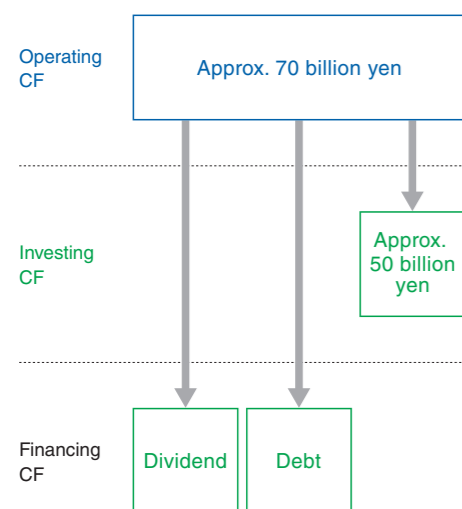 Operating
CF
Approx. 70 billion yen
Investing
CF
Approx.
50 billion
yen
Financing
CF
Dividend
Debt